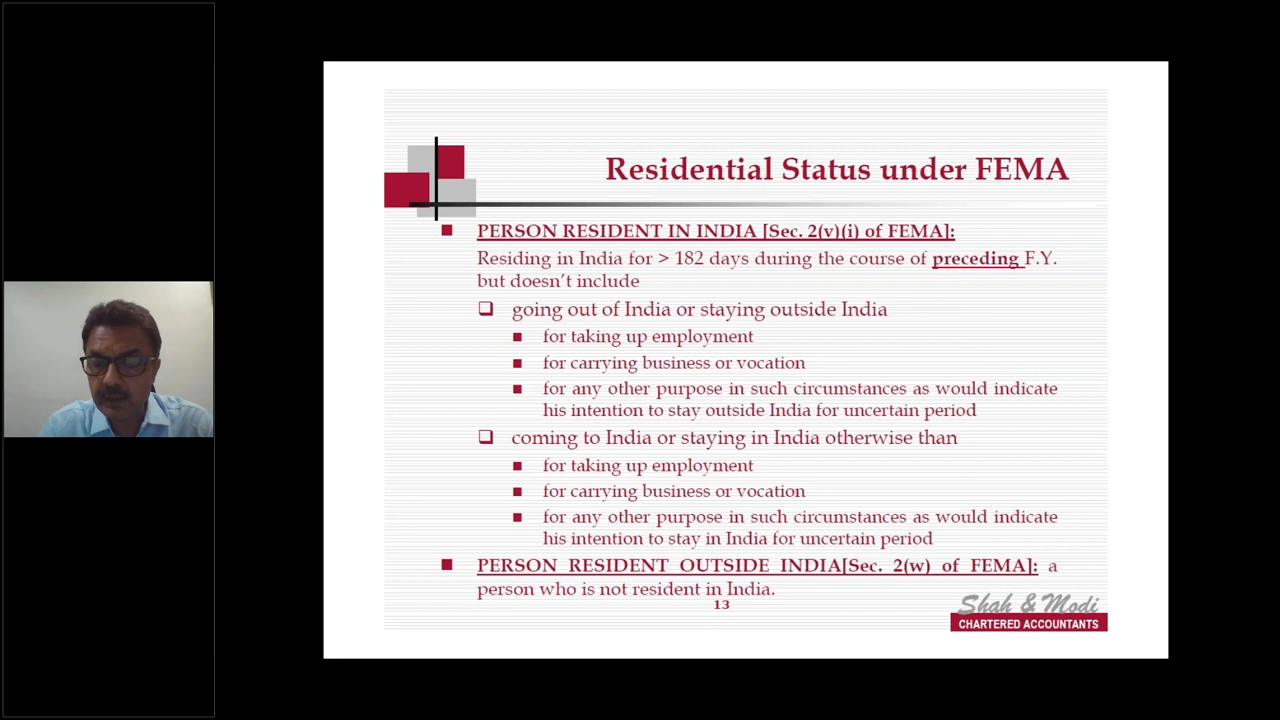 Residential Status under FEMA
PERSON RESIDENT IN INDIA [Sec. 2(v)(i) of FEMA]:
Residing in India for > 182 days during the course of preceding F.Y.
but doesn’t include
going out of India or staying outside India
for taking up employment
for carrying business or vocation
for any other purpose in such circumstances as would indicate
his intention to stay outside India for uncertain period
coming to India or staying in India otherwise than
for taking up employment
for carrying business or vocation
for any other purpose in such circumstances as would indicate
his intention to stay in India for uncertain period
PERSON RESIDENT OUTSIDE INDIA[Sec. 2(w) of FEMA]: a
person who is not resident in India.
13
Shah & Modi
CHARTERED ACCOUNTANTS